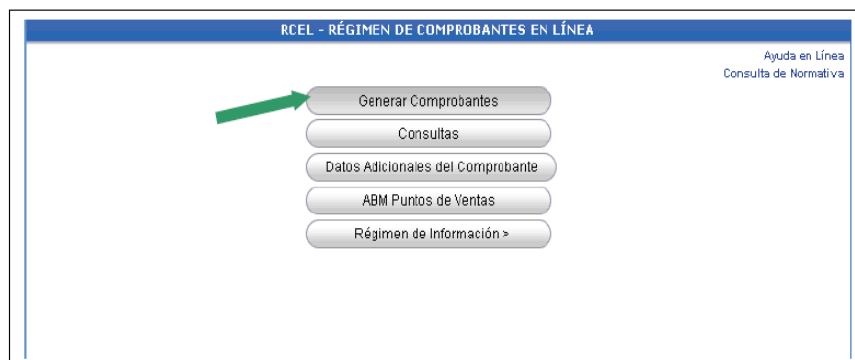 RCEL - RÉGIMEN DE COMPROBANTES EN LÍNEA
Ayuda en Línea
Consulta de Normativa
Generar Comprobantes
Consultas
Datos Adicionales del Comprobante
ABM Puntos de Ventas
Régimen de Información >